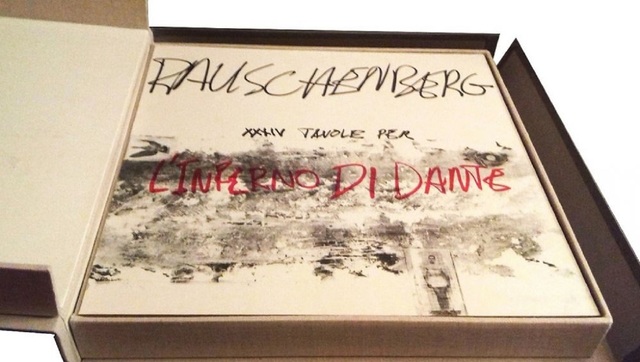 RAUSCHENBERG
XXXIV TAVOLE PER
L'INFERNO DI DANTE